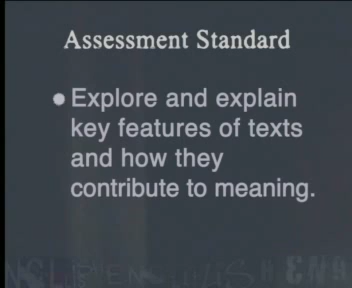 Assessment Standard
Explore and explain
key features of texts
and how they
contribute to meaning.